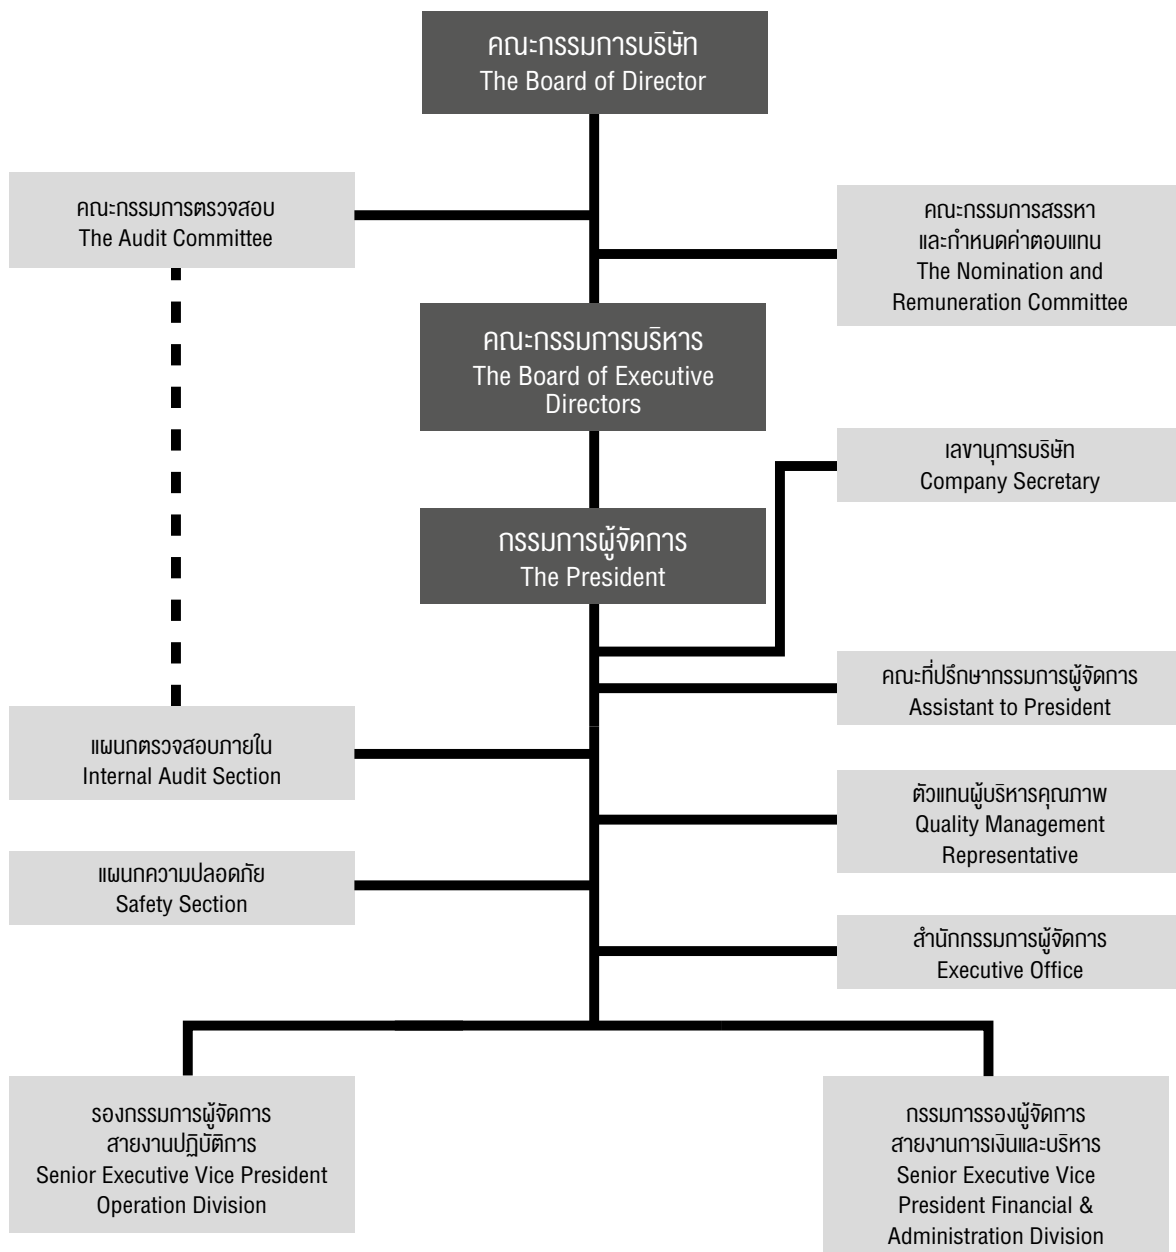 คณะกรรมการบริษัท
The Board of Director
คณะกรรมการตรวจสอบ
The Audit Committee
คณะกรรมการสรรหา
และกำหนดค่าตอบแทน
The Nomination and
Remuneration Committee
คณะกรรมการบริหาร
The Board of Executive
Directors
เลขานุการบริษัท
Company Secretary
กรรมการผู้จัดการ
The President
คณะที่ปรึกษากรรมการผู้จัดการ
Assistant to President
แผนกตรวจสอบภายใน
Internal Audit Section
ตัวแทนผู้บริหารคุณภาพ
Quality Management
Representative
แผนกความปลอดภัย
Safety Section
สำนักกรรมการผู้จัดการ
Executive Office
รองกรรมการผู้จัดการ
สายงานปฏิบัติการ
Senior Executive Vice President
Operation Division
กรรมการรองผู้จัดการ
สายงานการเงินและบริหาร
Senior Executive Vice
President Financial &
Administration Division